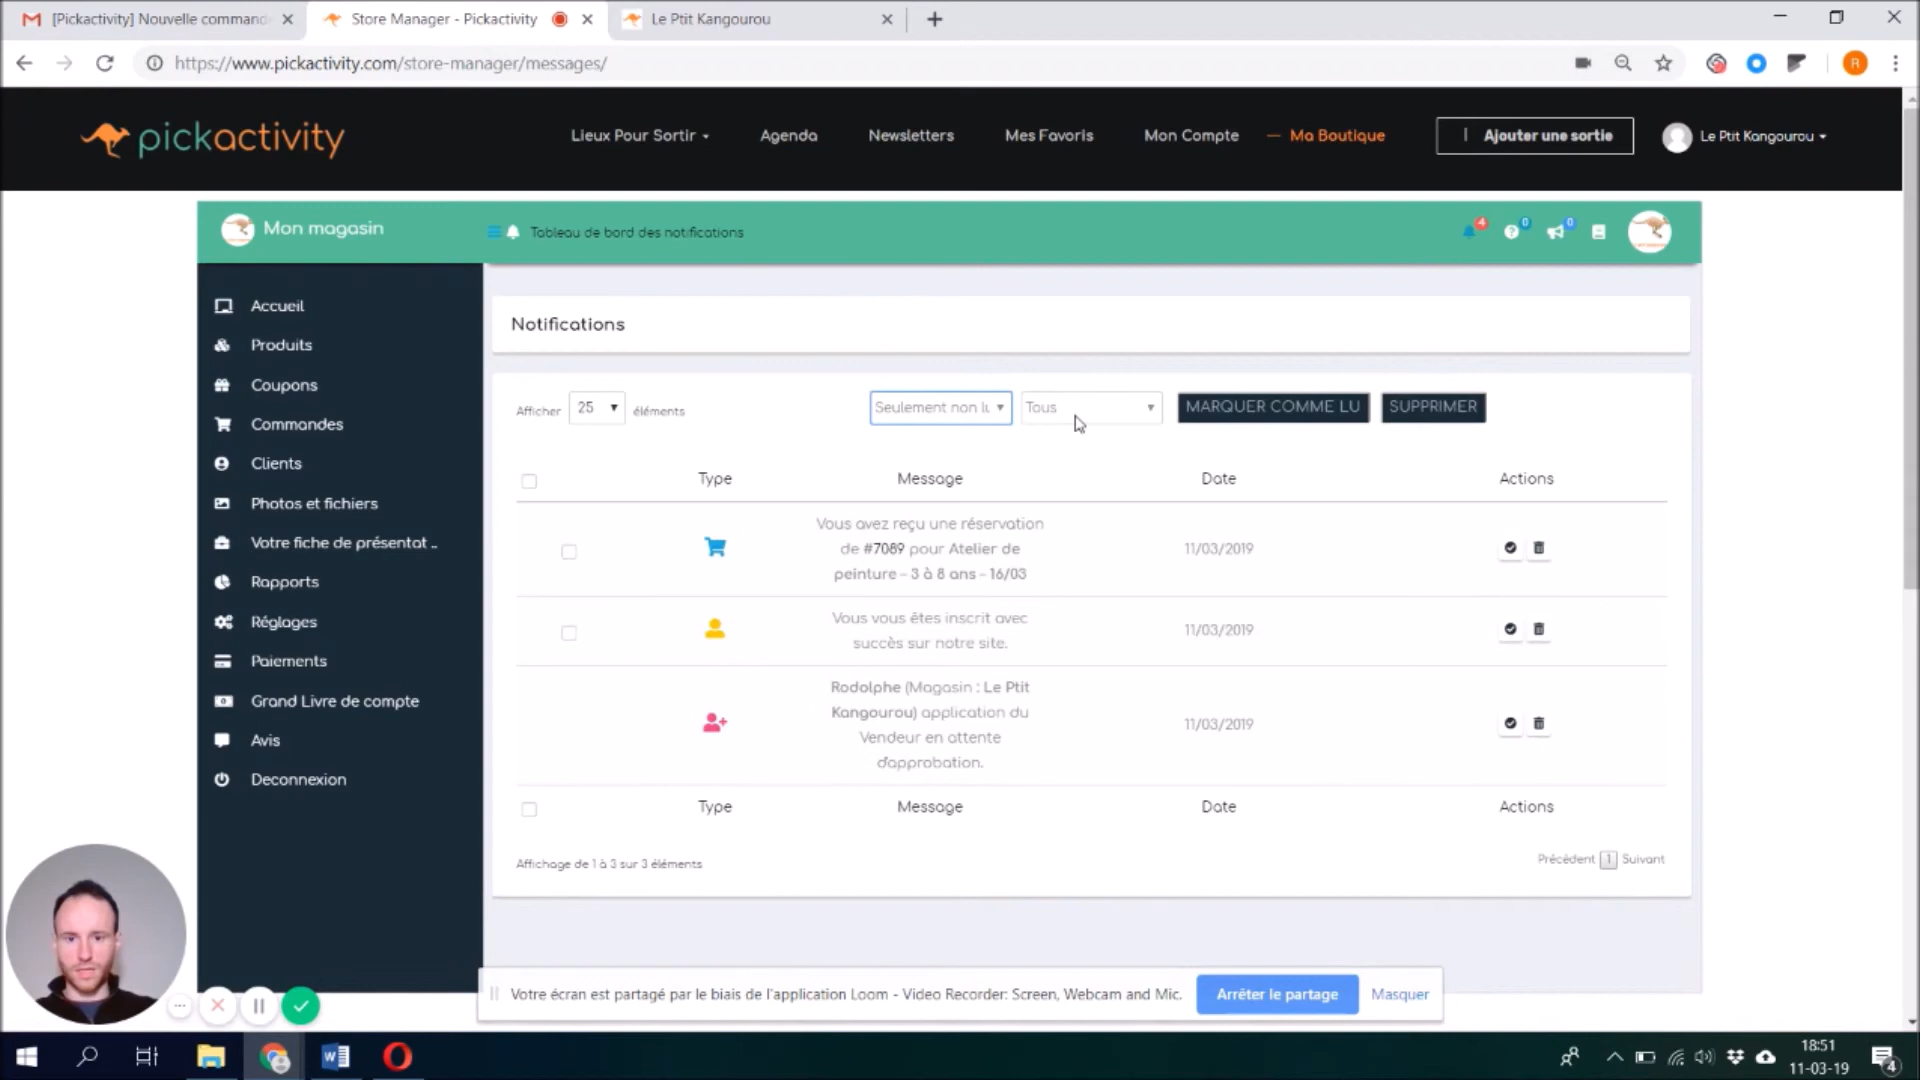 [Pickactivity] Nouvelle command
Store Manager - Pickactivity
Le Ptit Kangourou
https://www.pickactivity.com/store-manager/messages/
R
pickactivity
Lieux Pour Sortir
Agenda
Newsletters
Mes Favoris
Mon Compte
Ma Boutique
Ajouter une sortie
Le Ptit Kangourou
Mon magasin
Tableau de bord des notifications
4
0
0
Accueil
Produits
Coupons
Commandes
Clients
Photos et fichiers
Votre fiche de présentat ..
Rapports
Réglages
Paiements
Grand Livre de compte
Avis
Deconnexion
Notifications
Afficher 25 éléments
Seulement non lu
Tous
MARQUER COMME LU
SUPPRIMER
Type Message Date Actions
Vous avez reçu une réservation
de #7089 pour Atelier de
peinture – 3 à 8 ans – 16/03
11/03/2019
Vous vous êtes inscrit avec
succès sur notre site.
11/03/2019
Rodolphe (Magasin : Le Ptit
Kangourou) application du
Vendeur en attente
d'approbation.
11/03/2019
Type Message Date Actions
Affichage de 1 à 3 sur 3 éléments
Précédent 1 Suivant
Votre écran est partagé par le biais de l'application Loom - Video Recorder: Screen, Webcam and Mic.
Arrêter le partage
Masquer
18:51
11-03-19
4